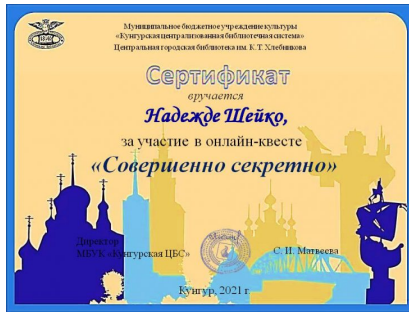 Муниципальное бюджетное учреждение культуры
«Кунгурская централизованная библиотечная система»
Центральная городская библиотека им. К.Т. Хлебникова
Сертификат
вручается
Надежде Шейко,
за участие в онлайн-квесте
«Совершенно секретно»
Директор
МБУК «Кунгурская ЦБС»
С. И. Матвеева
Кунгур, 2021 г.